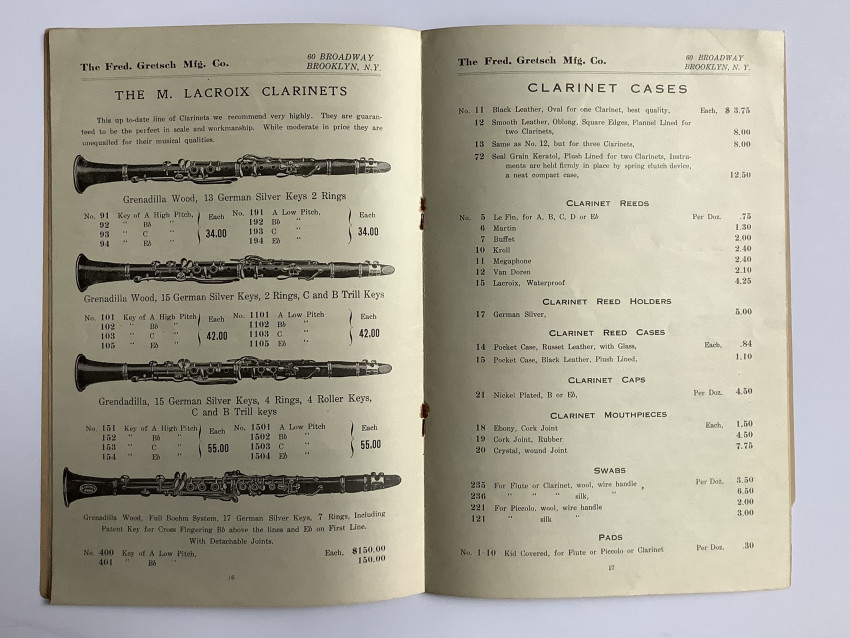 The Fred. Gretsch Mfg. Co.
60 BROADWAY
BROOKLYN, N.Y.
THE M. LACROIX CLARINETS
This up to-date line of Clarinets we recommend very highly. They are guaran-
teed to be the perfect in scale and workmanship. While moderate in price they are
unequalled for their musical qualities.
Grenadilla Wood, 13 German Silver Keys 2 Rings
No. 91 Key of A High Pitch, Each 34.00 No. 191 A Low Pitch, Each 34.00
92 " B♭ " 192 B♭ "
93 " C " 193 C "
94 " E♭ " 194 E♭ "
Grenadilla Wood, 15 German Silver Keys, 2 Rings, C and B Trill Keys
No. 101 Key of A High Pitch Each 42.00 No. 1101 A Low Pitch Each 42.00
102 " B♭ " 1102 B♭ "
103 " C " 1103 C "
105 " E♭ " 1105 E♭ "
Grendadilla, 15 German Silver Keys, 4 Rings, 4 Roller Keys,
C and B Trill keys
No. 151 Key of A High Pitch Each 55.00 No. 1501 A Low Pitch Each 55.00
152 " B♭ " 1502 B♭ "
153 " C " 1503 C "
154 " E♭ " 1504 E♭ "
Grenadilla Wood, Full Boehm System, 17 German Silver Keys, 7 Rings, Including
Patent Key for Cross Fingering B♭ above the lines and E♭ on First Line.
With Detachable Joints.
No. 400 Key of A Low Pitch, Each, $150.00
401 " B♭ " 150.00
16
The Fred. Gretsch Mfg. Co.
60 BROADWAY
BROOKLYN, N. Y.
CLARINET CASES
No. 11 Black Leather, Oval for one Clarinet, best quality, Each, $ 3.75
12 Smooth Leather, Oblong, Square Edges, Flannel Lined for
two Clarinets, 8.00
13 Same as No. 12, but for three Clarinets, 8.00
72 Seal Grain Keratol, Plush Lined for two Clarinets, Instru-
ments are held firmly in place by spring clutch device,
a neat compact case, 12.50
CLARINET REEDS
No. 5 Le Fin, for A, B, C, D or E♭ Per Doz. .75
6 Martin 1.30
7 Buffet 2.00
10 Kroll 2.40
11 Megaphone 2.40
12 Van Doren 2.10
15 Lacroix, Waterproof 4.25
CLARINET REED HOLDERS
17 German Silver, 5.00
CLARINET REED CASES
14 Pocket Case, Russet Leather, with Glass, Each, .84
15 Pocket Case, Black Leather, Plush Lined, 1.10
CLARINET CAPS
21 Nickel Plated, B or E♭, Per Doz. 4.50
CLARINET MOUTHPIECES
18 Ebony, Cork Joint Each, 1.50
19 Cork Joint, Rubber 4.50
20 Crystal, wound Joint 7.75
SWABS
235 For Flute or Clarinet, wool, wire handle, Per Doz. 3.50
236 " " " silk, " 6.50
221 For Piccolo, wool, wire handle 2.00
121 " silk " 3.00
PADS
No. 1-10 Kid Covered, for Flute or Piccolo or Clarinet Per Doz. .30
17